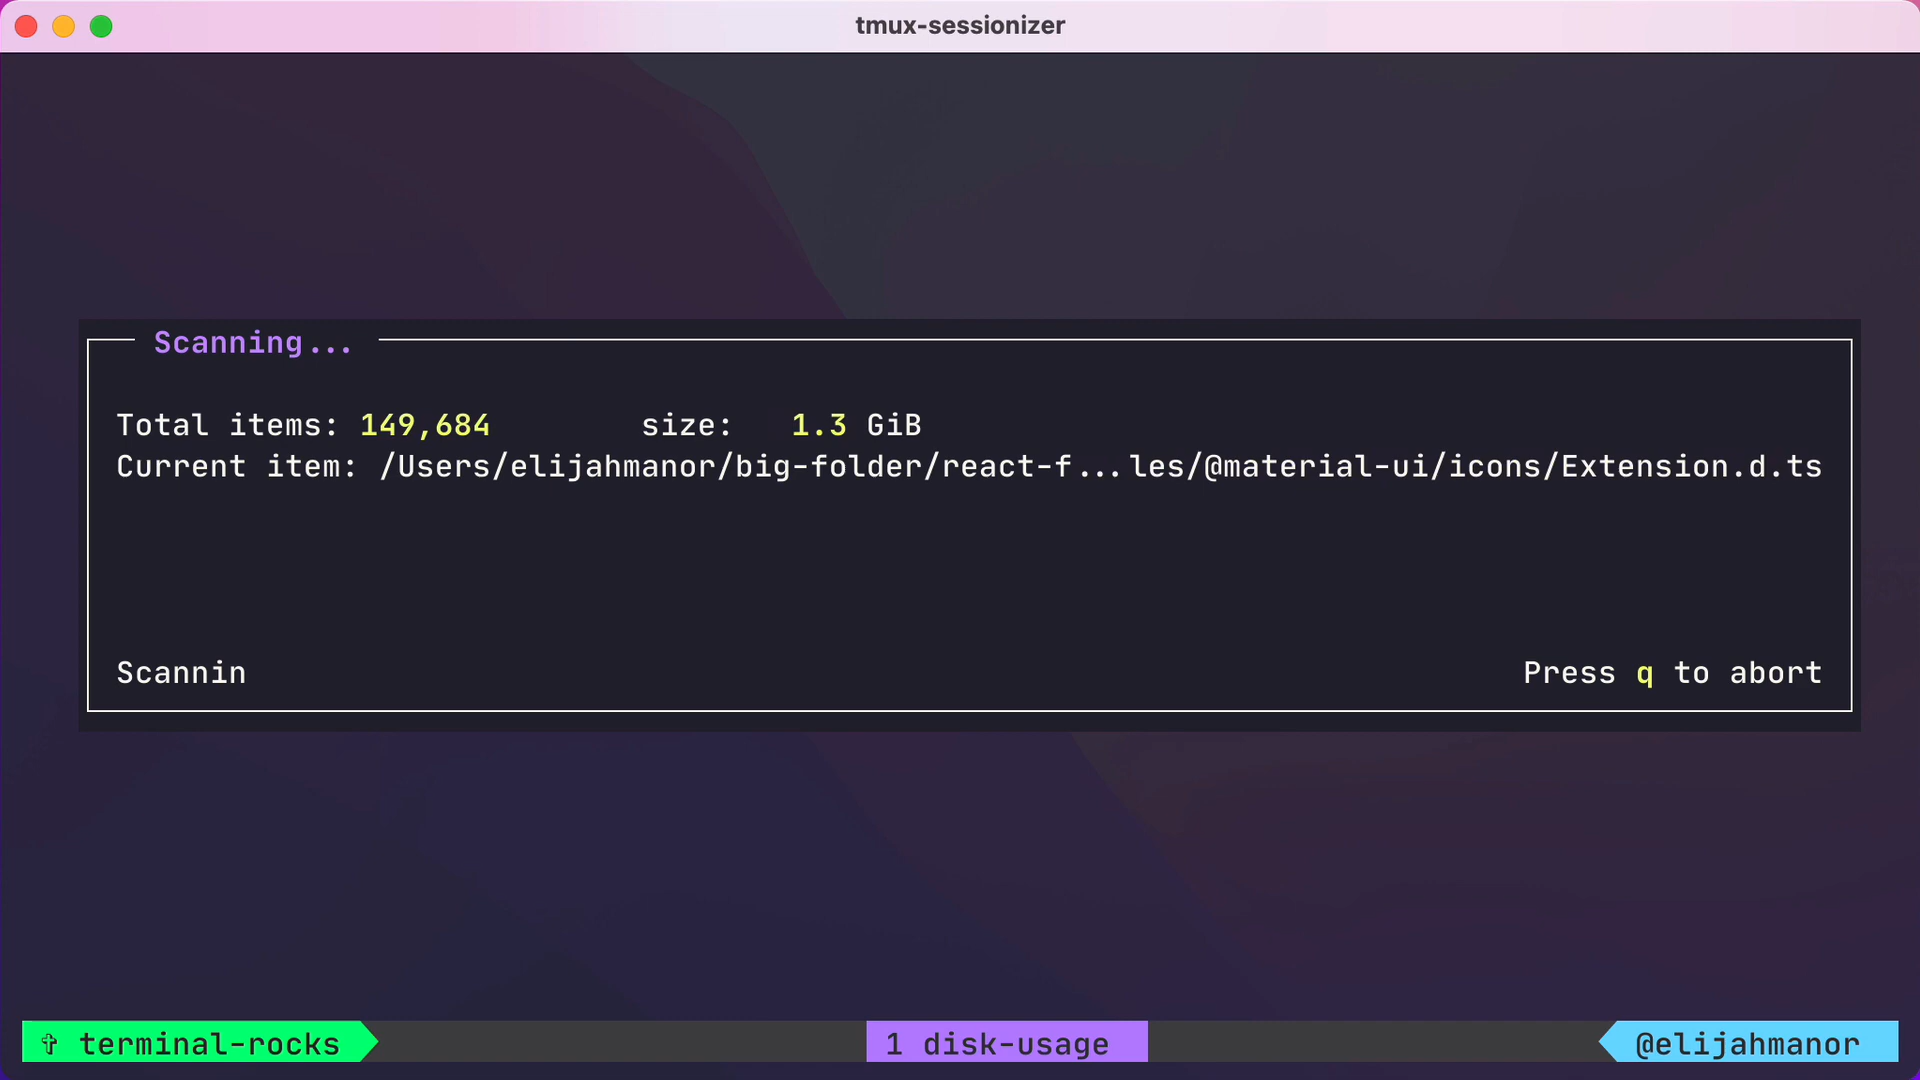 tmux-sessionizer
Scanning...
Total items: 149,684 size: 1.3 GiB
Current item: /Users/elijahmanor/big-folder/react-f...les/@material-ui/icons/Extension.d.ts
Scannin Press q to abort
✞ terminal-rocks 1 disk-usage @elijahmanor